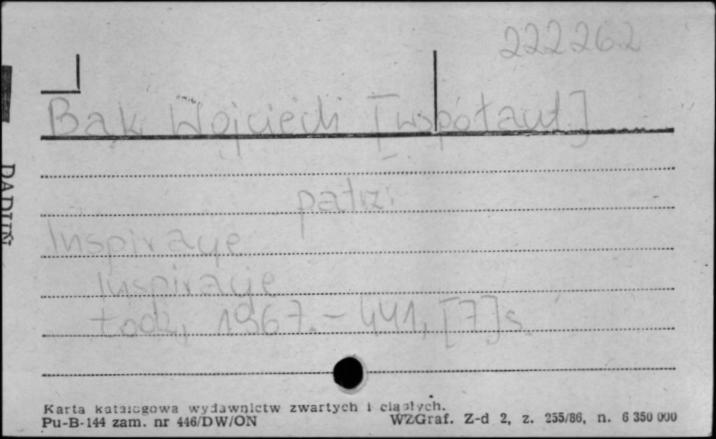 222262
Bąk Wojciech [współaut.]
patrz:
Inspiracje
Inspiracje
Łódź, 1967. – 441, [7] s.
Karta katalogowa wydawnictw zwartych i ciągłych.
Pu-B-144 zam. nr 446/DW/ON
WZGraf. Z-d 2, z. 255/86, n. 6 350 000